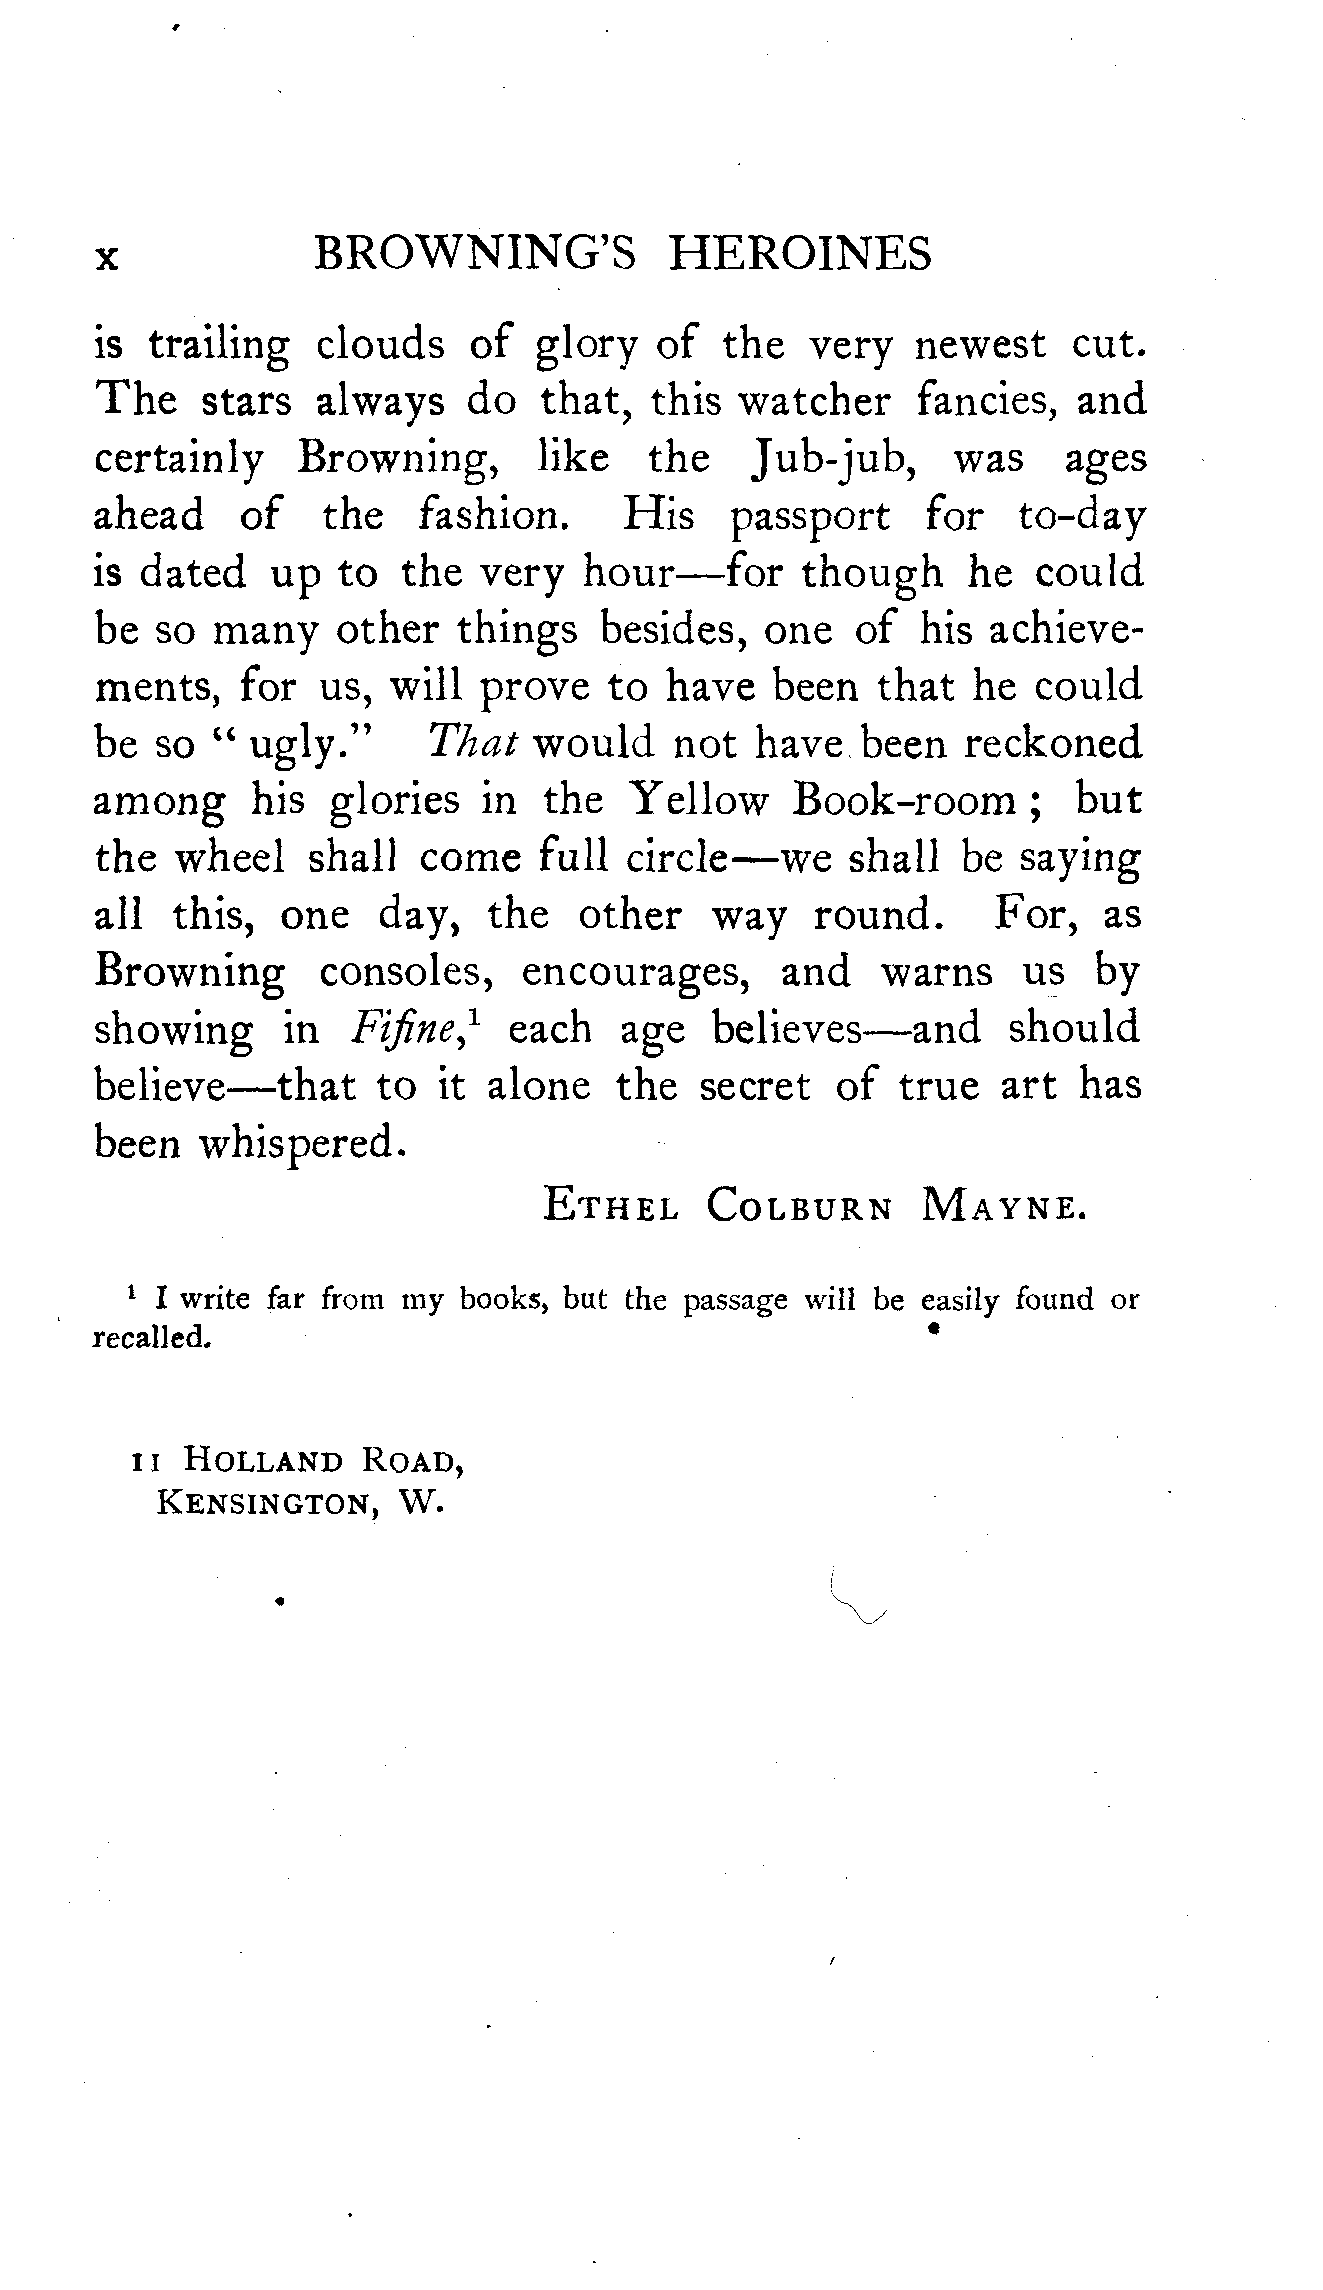 x BROWNING'S HEROINES
is trailing clouds of glory of the very newest cut.
The stars always do that, this watcher fancies, and
certainly Browning, like the Jub-jub, was ages
ahead of the fashion. His passport for to-day
is dated up to the very hour—for though he could
be so many other things besides, one of his achieve-
ments, for us, will prove to have been that he could
be so “ ugly.” That would not have been reckoned
among his glories in the Yellow Book-room ; but
the wheel shall come full circle—we shall be saying
all this, one day, the other way round. For, as
Browning consoles, encourages, and warns us by
showing in Fifine,¹ each age believes—and should
believe—that to it alone the secret of true art has
been whispered.
ETHEL COLBURN MAYNE.
¹ I write far from my books, but the passage will be easily found or
recalled.
11 HOLLAND ROAD,
KENSINGTON, W.